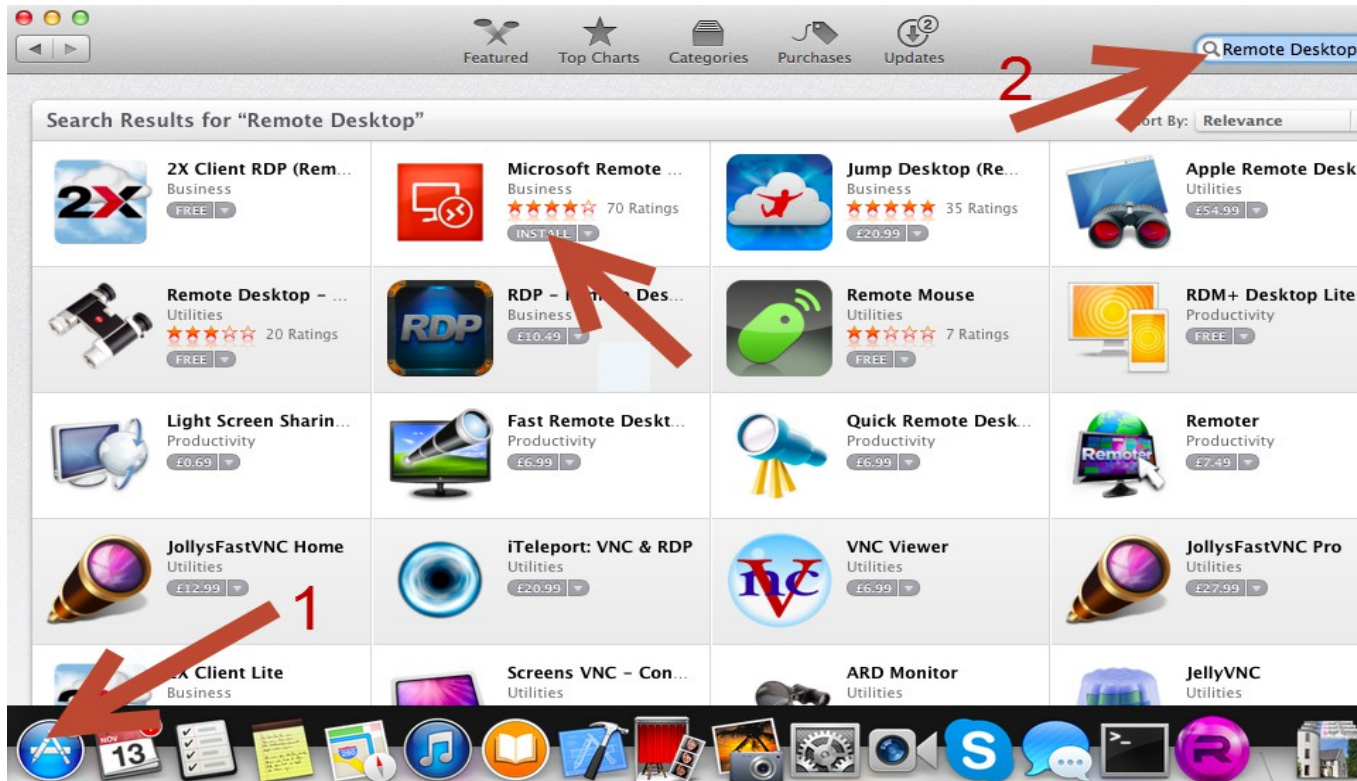 Featured
Top Charts
Categories
Purchases
Updates
2
2
Remote Desktop
Search Results for “Remote Desktop”
ort By: Relevance
2X Client RDP (Rem...
Business
FREE
Microsoft Remote ...
Business
70 Ratings
INSTALL
Jump Desktop (Re...
Business
35 Ratings
£20.99
Apple Remote Desk
Utilities
£54.99
2X
Remote Desktop – ...
Utilities
20 Ratings
FREE
RDP
RDP – Des...
Business
£10.49
Remote Mouse
Utilities
7 Ratings
FREE
RDM+ Desktop Lite
Productivity
FREE
Light Screen Sharin...
Productivity
£0.69
Fast Remote Deskt...
Productivity
£6.99
Quick Remote Desk...
Productivity
£6.99
Remoter
Remoter
Productivity
£7.49
JollysFastVNC Home
Utilities
£12.99
iTeleport: VNC & RDP
Utilities
£20.99
Vnc
VNC Viewer
Utilities
£6.99
JollysFastVNC Pro
Utilities
£27.99
1
Client Lite
Business
Screens VNC – Con...
Utilities
ARD Monitor
Utilities
JellyVNC
Utilities
NOV
13
S
>_
R